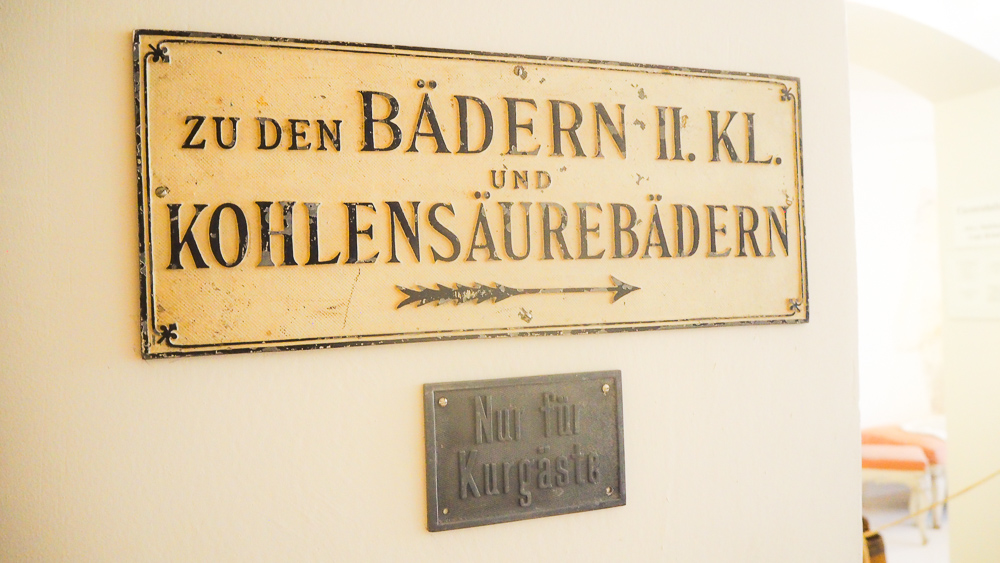 ZU DEN BÄDERN II. KL.
UND
KOHLENSÄUREBÄDERN
Nur für
Kurgäste